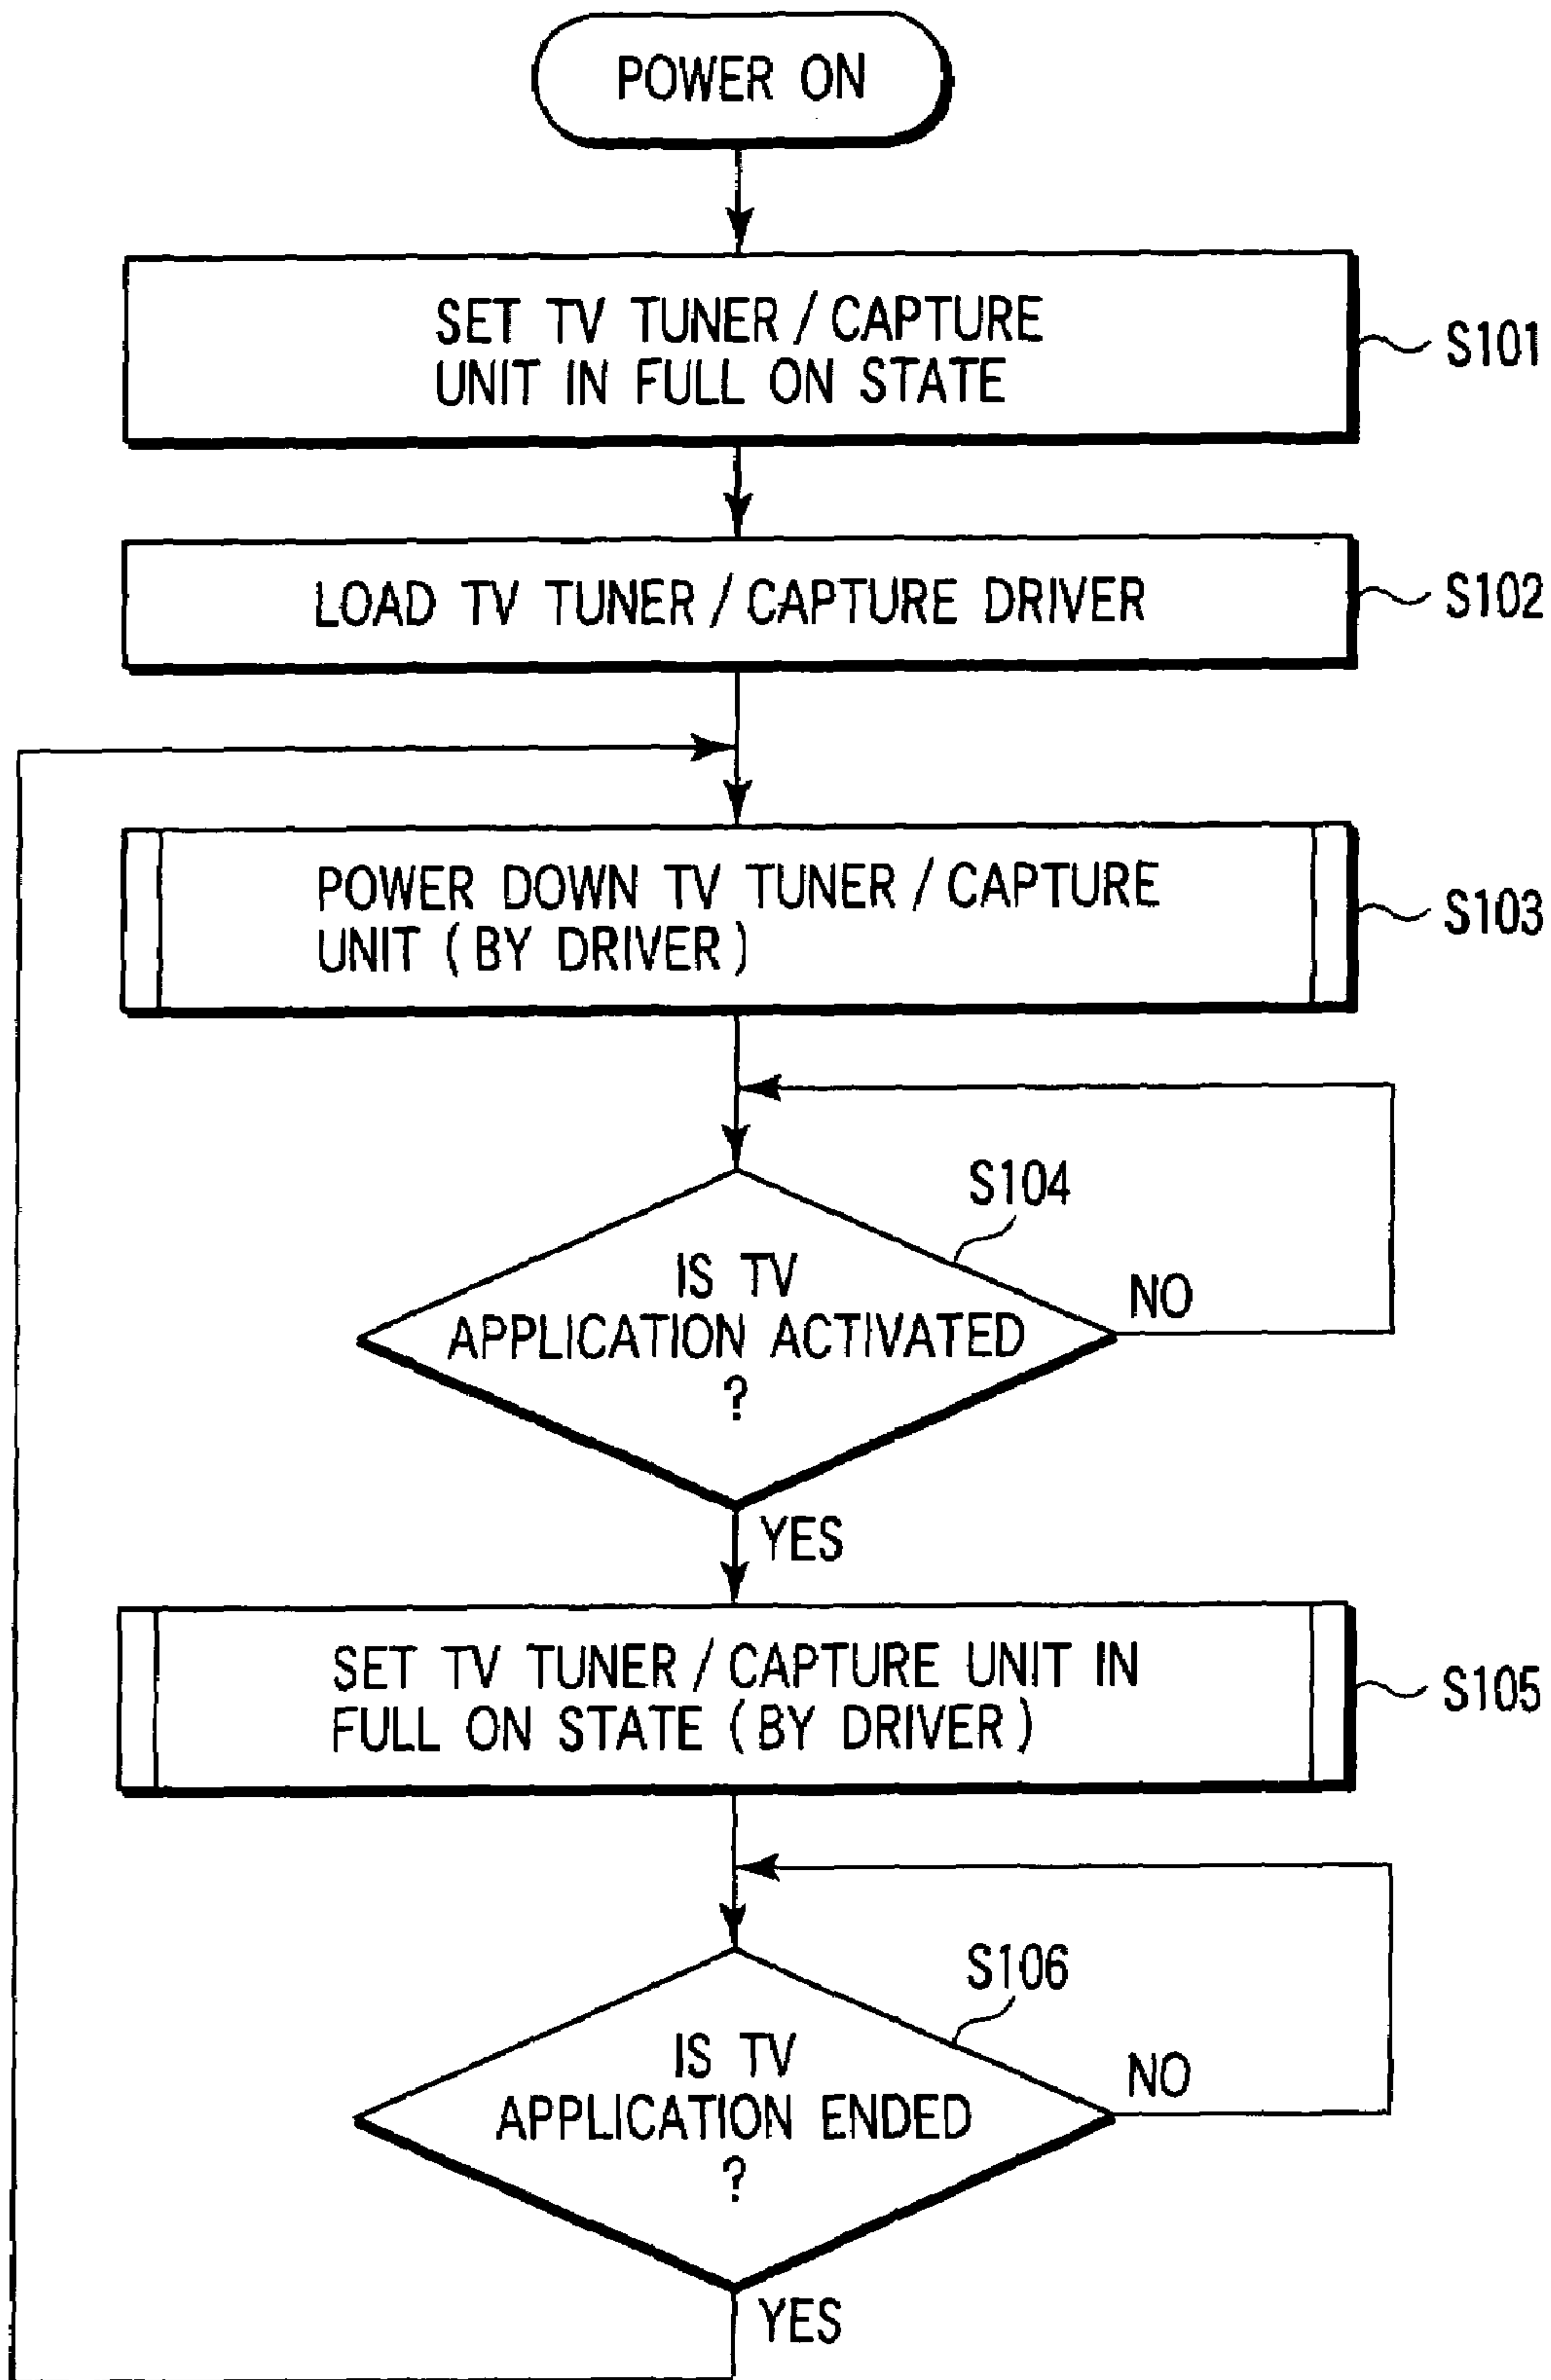 POWER ON
SET TV TUNER / CAPTURE
UNIT IN FULL ON STATE
S101
LOAD TV TUNER / CAPTURE DRIVER
S102
POWER DOWN TV TUNER / CAPTURE
UNIT ( BY DRIVER )
S103
S104
IS TV
APPLICATION ACTIVATED
?
NO
YES
SET TV TUNER / CAPTURE UNIT IN
FULL ON STATE ( BY DRIVER )
S105
S106
IS TV
APPLICATION ENDED
?
NO
YES